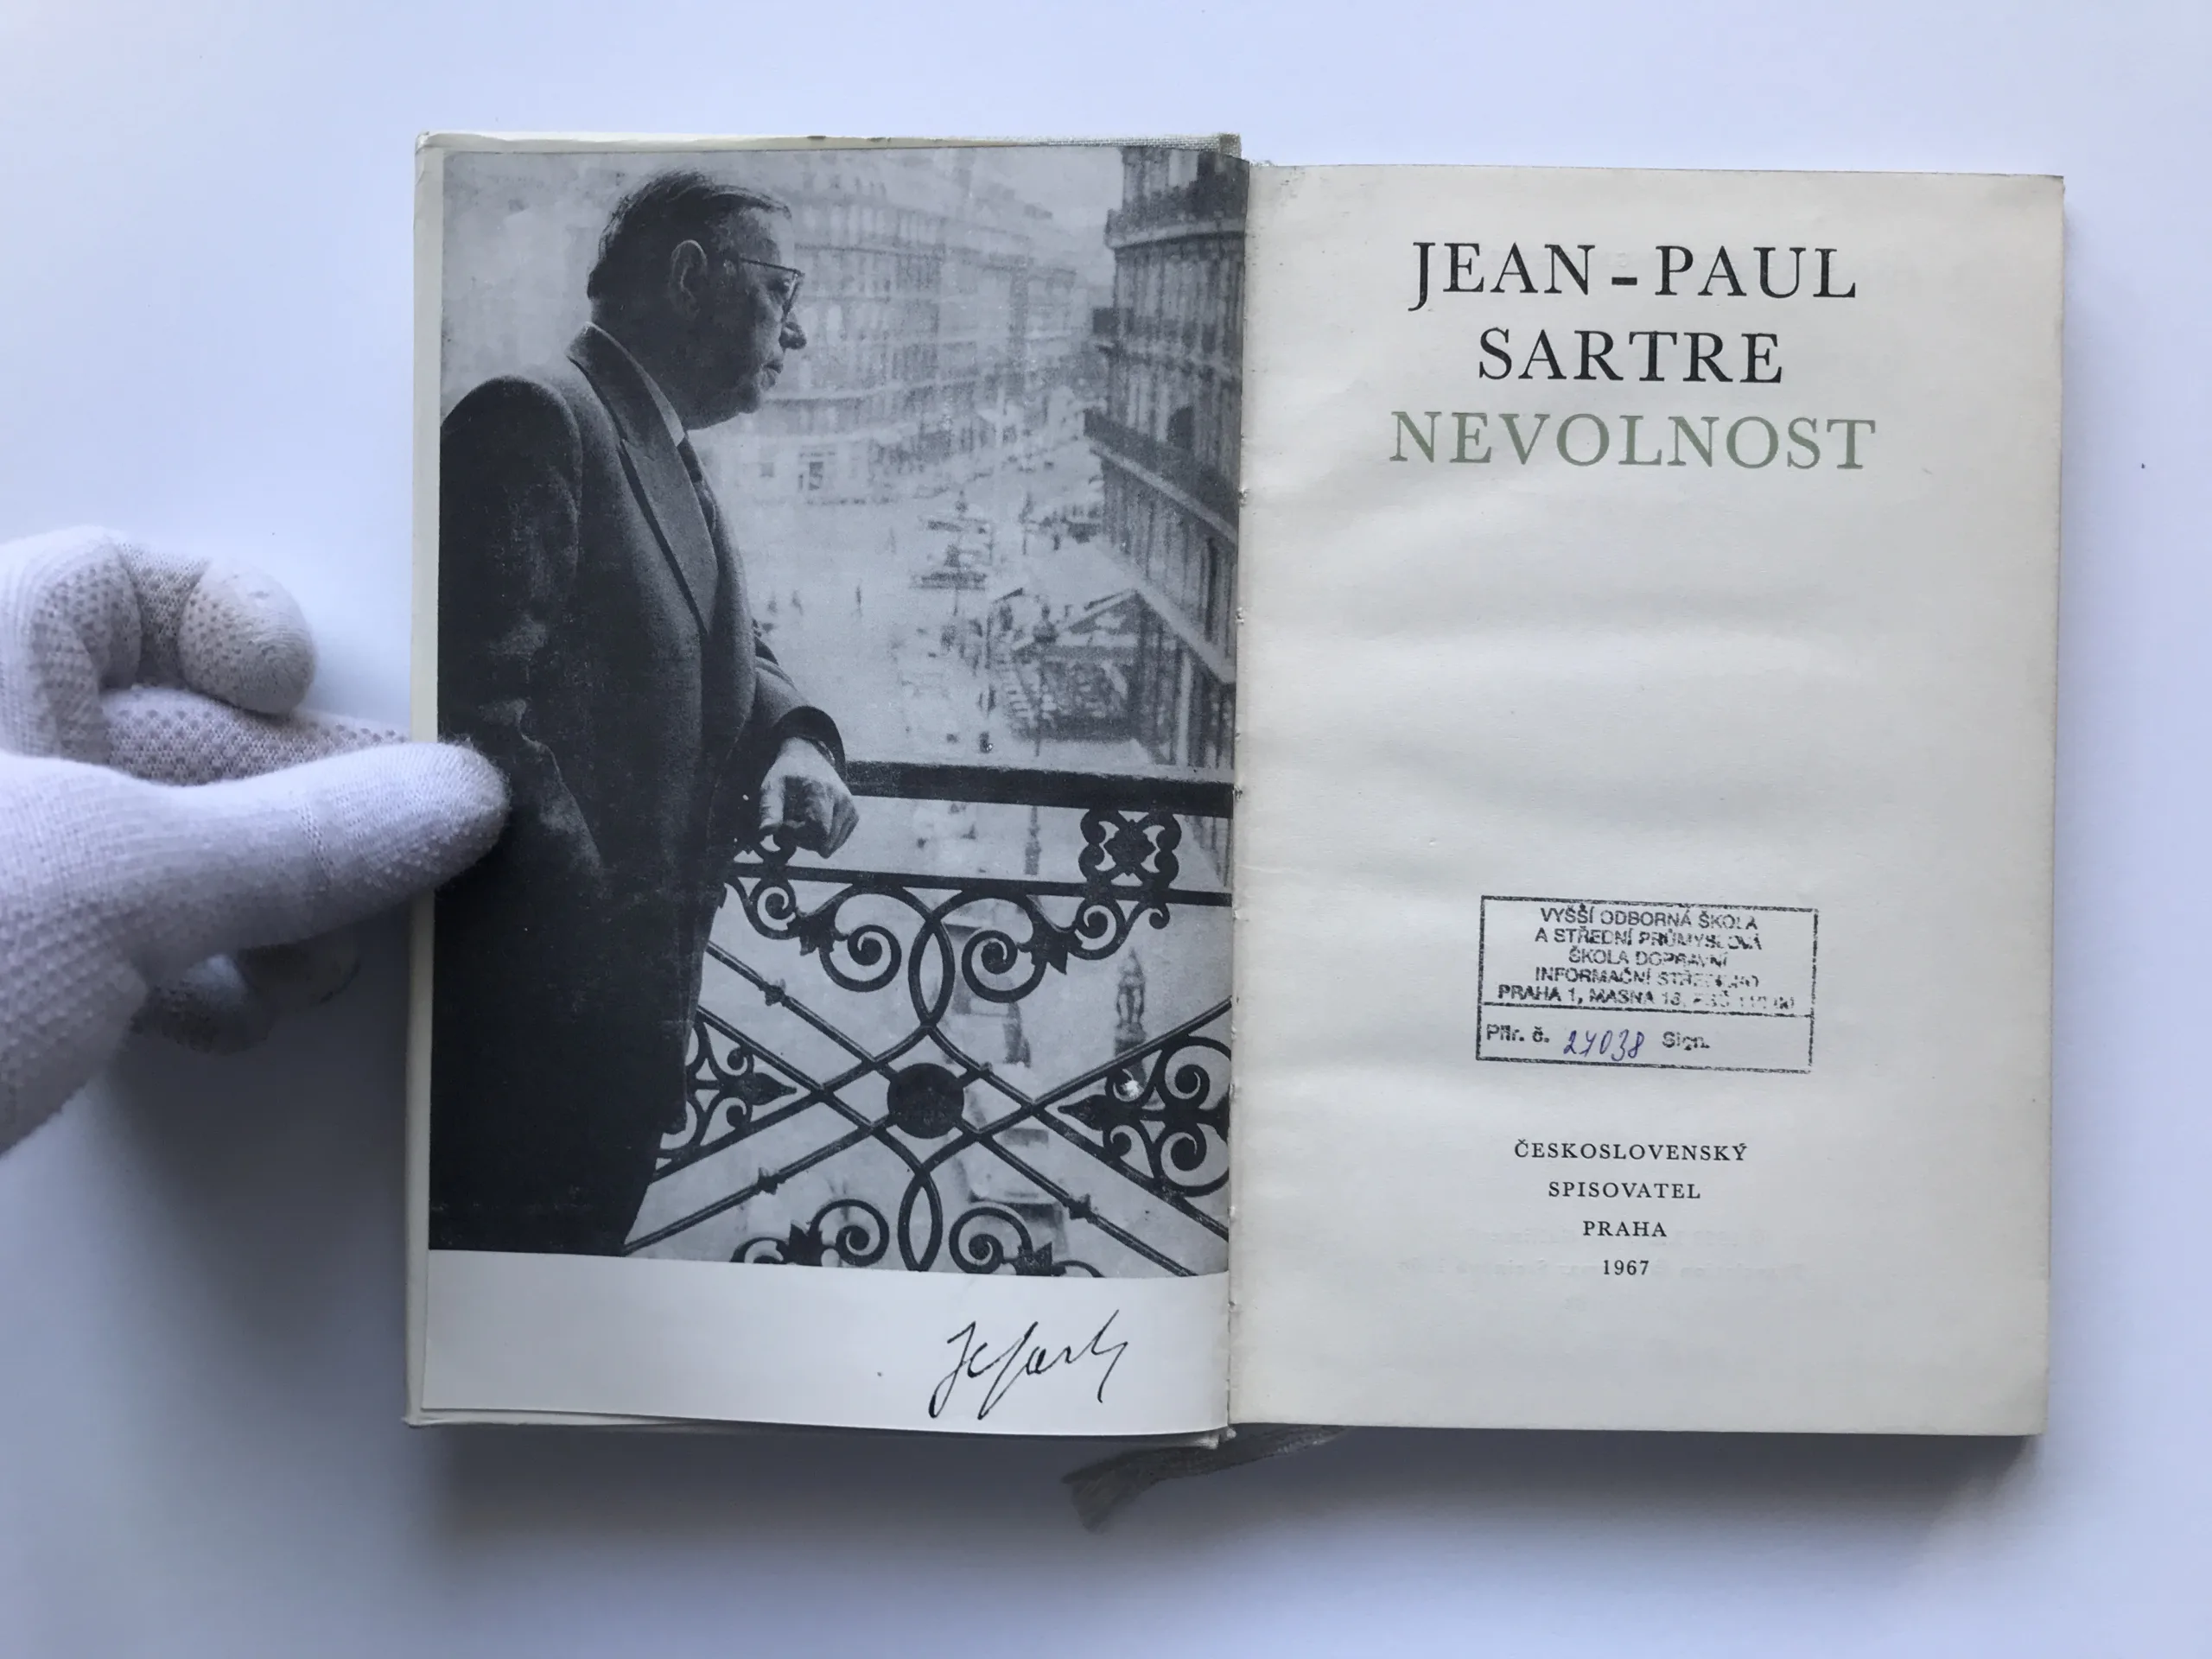 JEAN-PAUL
SARTRE
NEVOLNOST
VYŠŠÍ ODBORNÁ ŠKOLA
A STŘEDNÍ PRŮMYSLOVÁ
ŠKOLA DOPRAVNÍ
INFORMAČNÍ STŘEDISKO
PRAHA 1, MASNA 18,
Přír. č. 27038 Sign.
ČESKOSLOVENSKÝ
SPISOVATEL
PRAHA
1967